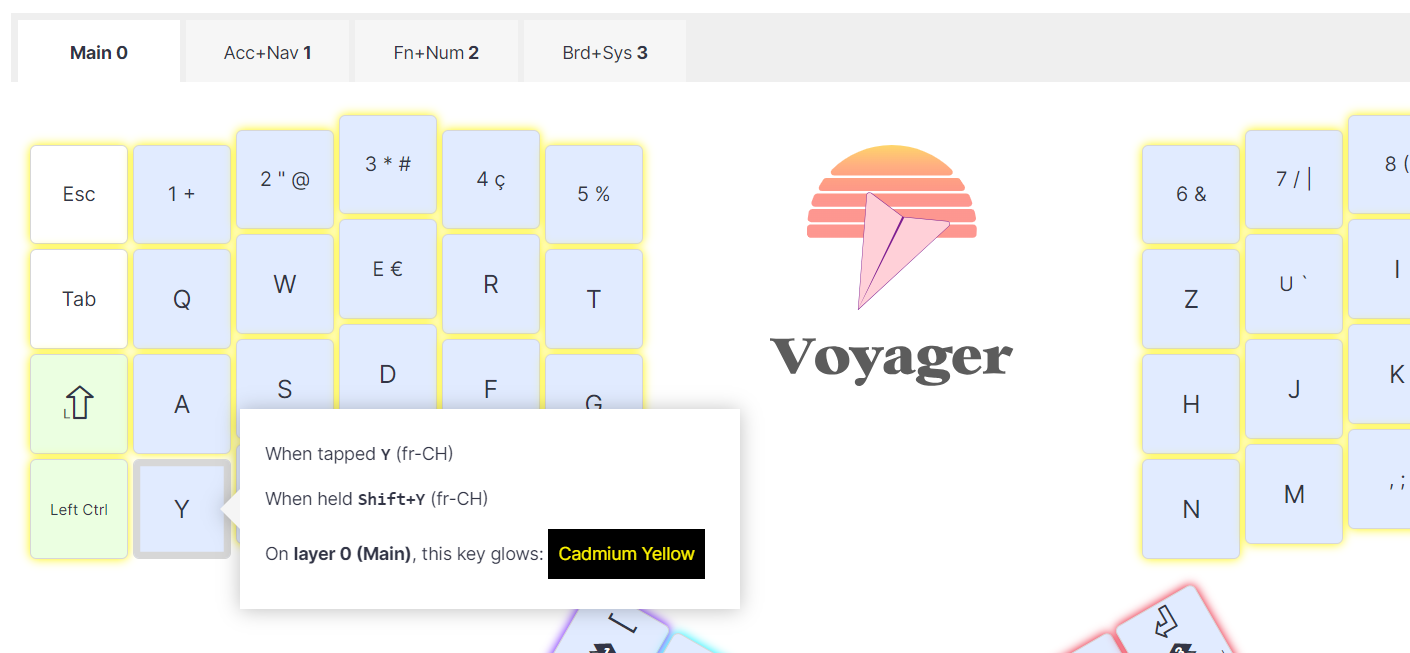 Main 0
Acc+Nav 1
Fn+Num 2
Brd+Sys 3
Esc
1 +
2 " @
3 * #
4 ç
5 %
6 &
7 / |
8 (
Tab
Q
W
E €
R
T
Z
U `
I
L
A
S
D
F
G
H
J
K
Left Ctrl
Y
N
M
, ;
When tapped Y (fr-CH)
When held Shift+Y (fr-CH)
On layer 0 (Main), this key glows: Cadmium Yellow
Voyager
[